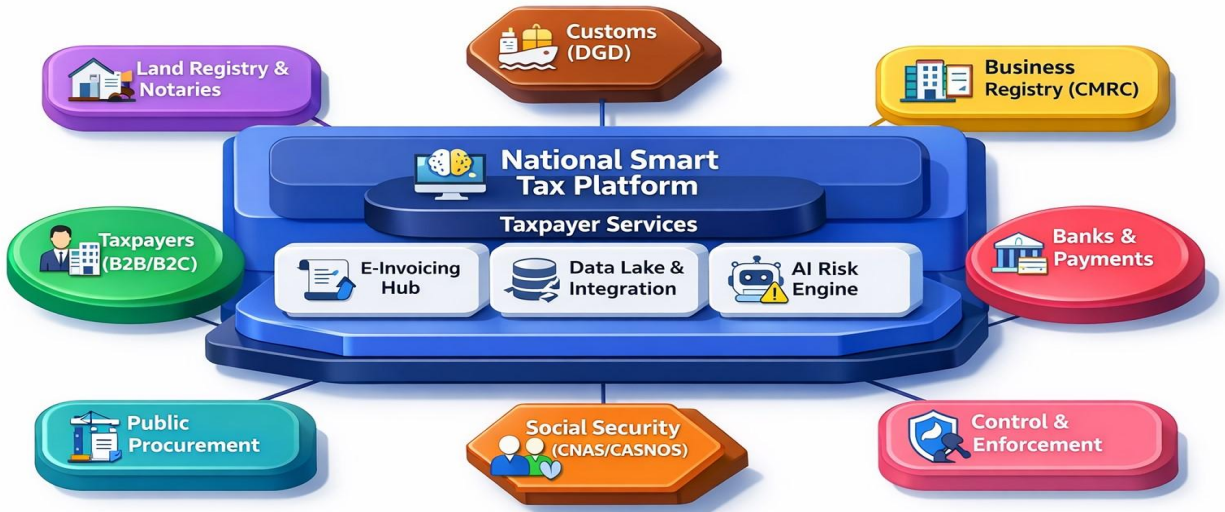 Customs
(DGD)
Land Registry &
Notaries
Business
Registry (CMRC)
National Smart
Tax Platform
Taxpayer Services
Taxpayers
(B2B/B2C)
E-Invoicing
Hub
Data Lake &
Integration
AI Risk
Engine
Banks &
Payments
Public
Procurement
Social Security
(CNAS/CASNOS)
Control &
Enforcement